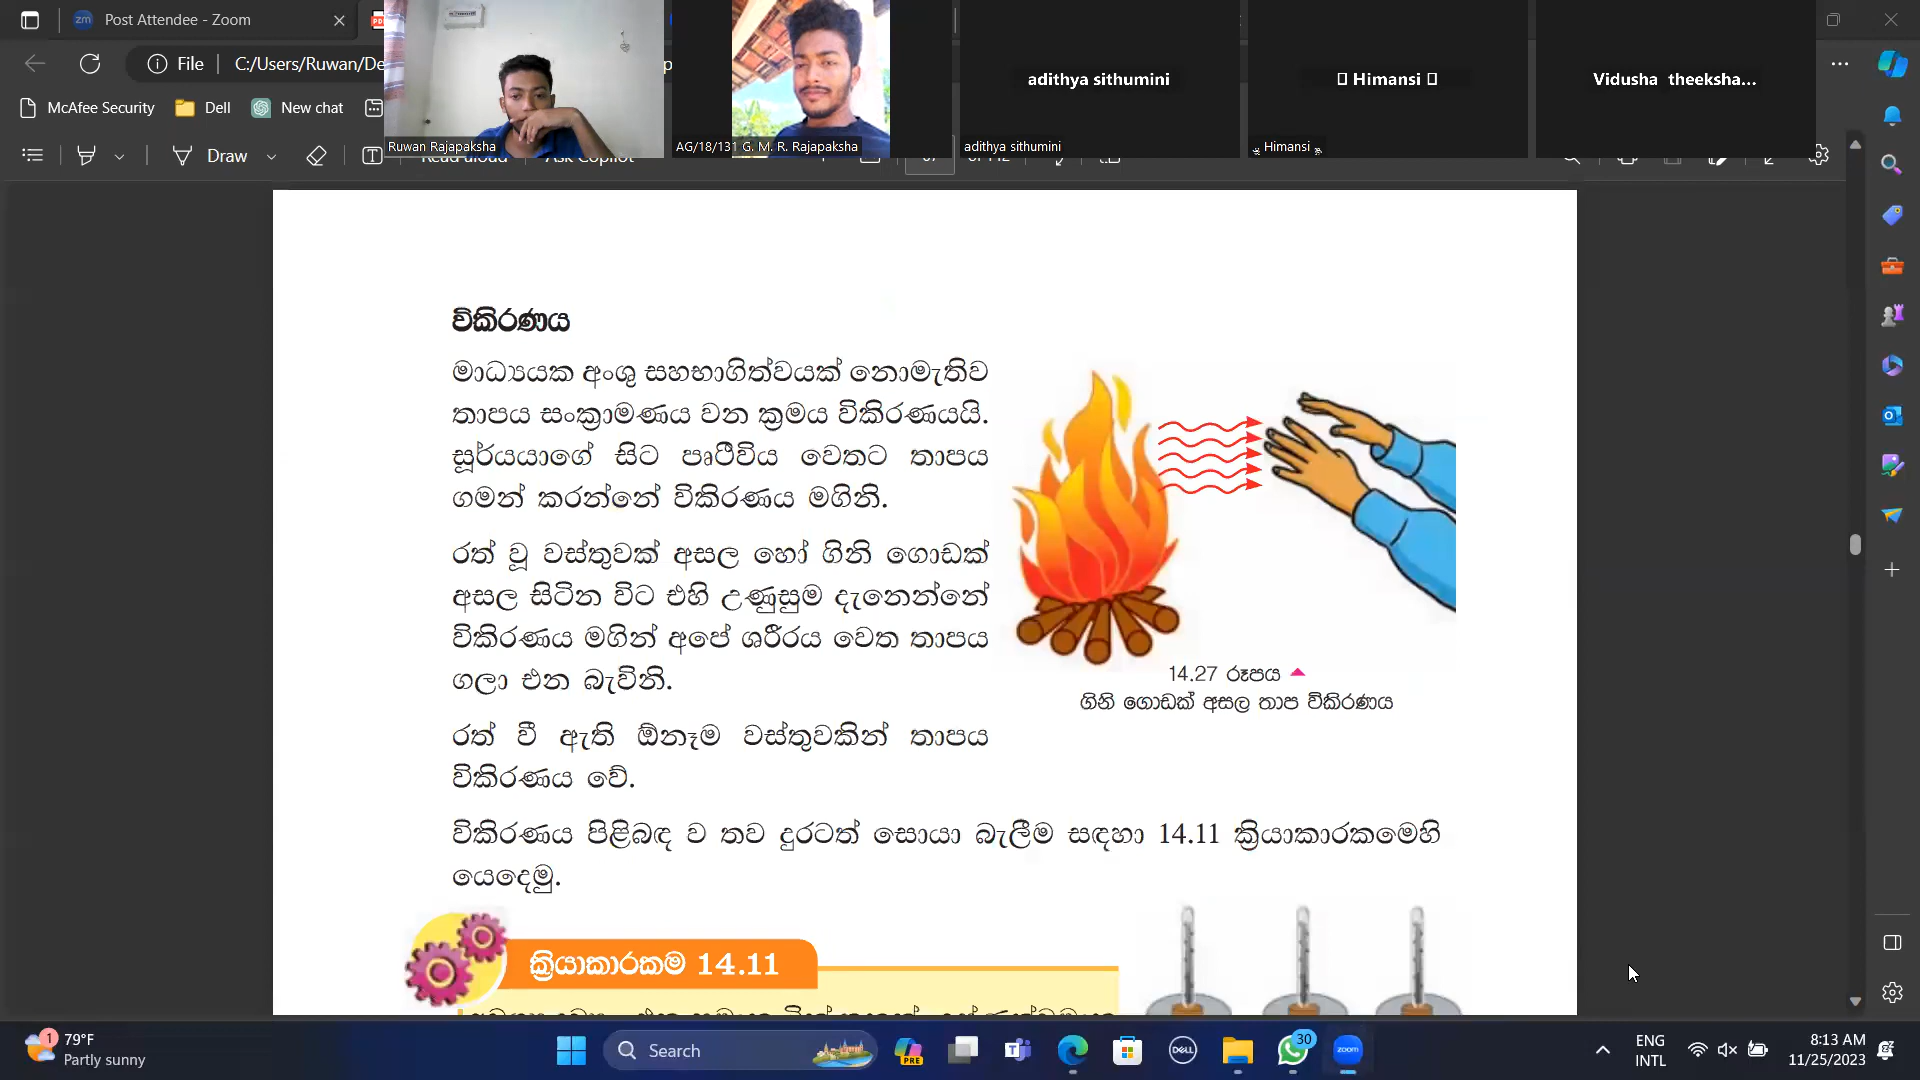 Post Attendee - Zoom
File
C:/Users/Ruwan/De
McAfee Security
Dell
New chat
Draw
Ruwan Rajapaksha
AG/18/131 G. M. R. Rajapaksha
adithya sithumini
adithya sithumini
Himansi
Himansi
Vidusha theeksha...
විකිරණය
මාධ්‍යයක අංශු සහභාගිත්වයක් නොමැතිව
තාපය සංක්‍රාමණය වන ක්‍රමය විකිරණයයි.
සූර්යයාගේ සිට පෘථිවිය වෙතට තාපය
ගමන් කරන්නේ විකිරණය මගිනි.
රත් වූ වස්තුවක් අසල හෝ ගිනි ගොඩක්
අසල සිටින විට එහි උණුසුම දැනෙන්නේ
විකිරණය මගින් අපේ ශරීරය වෙත තාපය
ගලා එන බැවිනි.
රත් වී ඇති ඕනෑම වස්තුවකින් තාපය
විකිරණය වේ.
14.27 රූපය
ගිනි ගොඩක් අසල තාප විකිරණය
විකිරණය පිළිබඳ ව තව දුරටත් සොයා බැලීම සඳහා 14.11 ක්‍රියාකාරකමෙහි
යෙදෙමු.
ක්‍රියාකාරකම 14.11
1
79°F
Partly sunny
Search
PRE
DELL
30
zoom
ENG
INTL
8:13 AM
11/25/2023